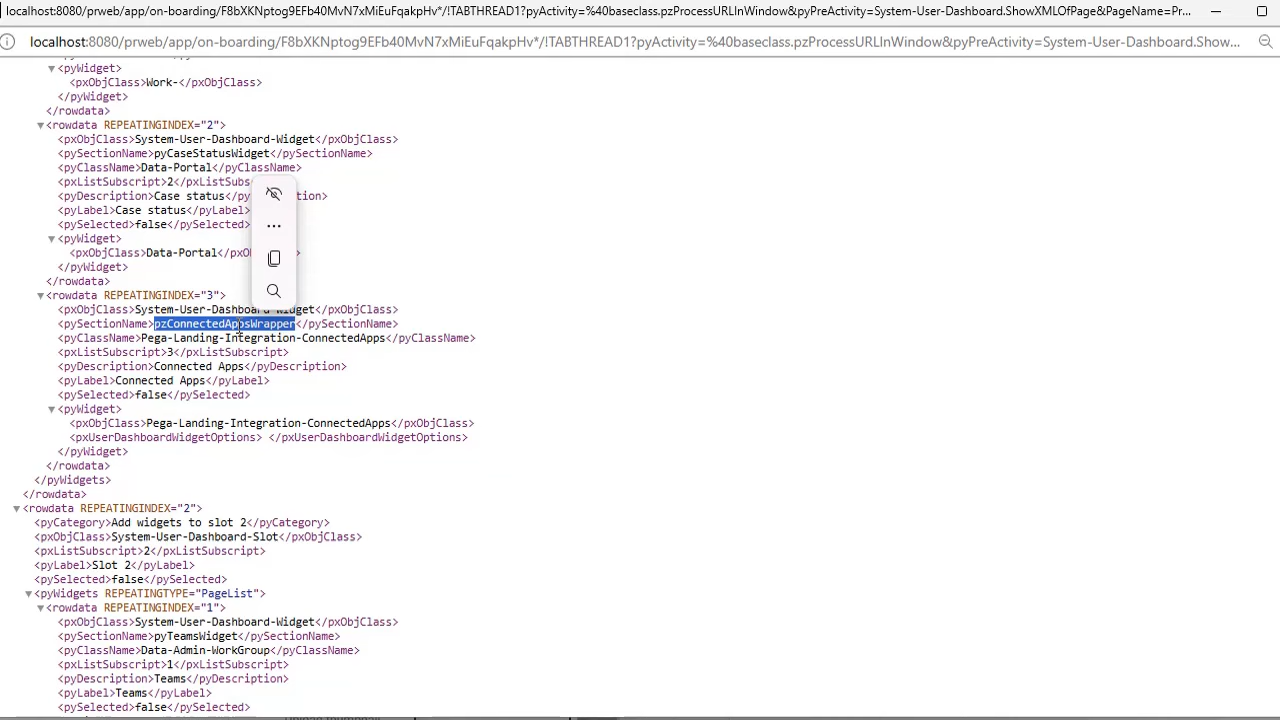 localhost:8080/prweb/app/on-boarding/F8bXKNptog9EFb40MvN7xMiEuFqakpHv*/!TABTHREAD1?pyActivity=%40baseclass.pzProcessURLInWindow&pyPreActivity=System-User-Dashboard.ShowXMLOfPage&PageName=Pr...
localhost:8080/prweb/app/on-boarding/F8bXKNptog9EFb40MvN7xMiEuFqakpHv*/!TABTHREAD1?pyActivity=%40baseclass.pzProcessURLInWindow&pyPreActivity=System-User-Dashboard.Show...
▼<pyWidget>
<pxObjClass>Work-</pxObjClass>
</pyWidget>
</rowdata>
▼<rowdata REPEATINGINDEX="2">
<pxObjClass>System-User-Dashboard-Widget</pxObjClass>
<pySectionName>pyCaseStatusWidget</pySectionName>
<pyClassName>Data-Portal</pyClassName>
<pxListSubscript>2</pxListSubs
<pyDescription>Case status</py tion>
<pyLabel>Case status</pyLabel>
<pySelected>false</pySelected>
▼<pyWidget>
<pxObjClass>Data-Portal</pxO >
</pyWidget>
</rowdata>
▼<rowdata REPEATINGINDEX="3">
<pxObjClass>System-User-Dashboard-Widget</pxObjClass>
<pySectionName>pzConnectedAppsWrapper</pySectionName>
<pyClassName>Pega-Landing-Integration-ConnectedApps</pyClassName>
<pxListSubscript>3</pxListSubscript>
<pyDescription>Connected Apps</pyDescription>
<pyLabel>Connected Apps</pyLabel>
<pySelected>false</pySelected>
▼<pyWidget>
<pxObjClass>Pega-Landing-Integration-ConnectedApps</pxObjClass>
<pxUserDashboardWidgetOptions> </pxUserDashboardWidgetOptions>
</pyWidget>
</rowdata>
</pyWidgets>
</rowdata>
▼<rowdata REPEATINGINDEX="2">
<pyCategory>Add widgets to slot 2</pyCategory>
<pxObjClass>System-User-Dashboard-Slot</pxObjClass>
<pxListSubscript>2</pxListSubscript>
<pyLabel>Slot 2</pyLabel>
<pySelected>false</pySelected>
▼<pyWidgets REPEATINGTYPE="PageList">
▼<rowdata REPEATINGINDEX="1">
<pxObjClass>System-User-Dashboard-Widget</pxObjClass>
<pySectionName>pyTeamsWidget</pySectionName>
<pyClassName>Data-Admin-WorkGroup</pyClassName>
<pxListSubscript>1</pxListSubscript>
<pyDescription>Teams</pyDescription>
<pyLabel>Teams</pyLabel>
<pySelected>false</pySelected>